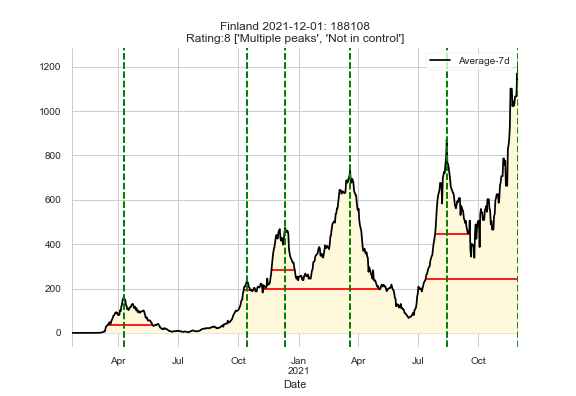 Finland 2021-12-01: 188108
Rating:8 ['Multiple peaks', 'Not in control']
Average-7d
1200
1000
800
600
400
200
0
Apr Jul Oct Jan Apr Jul Oct
2021
Date